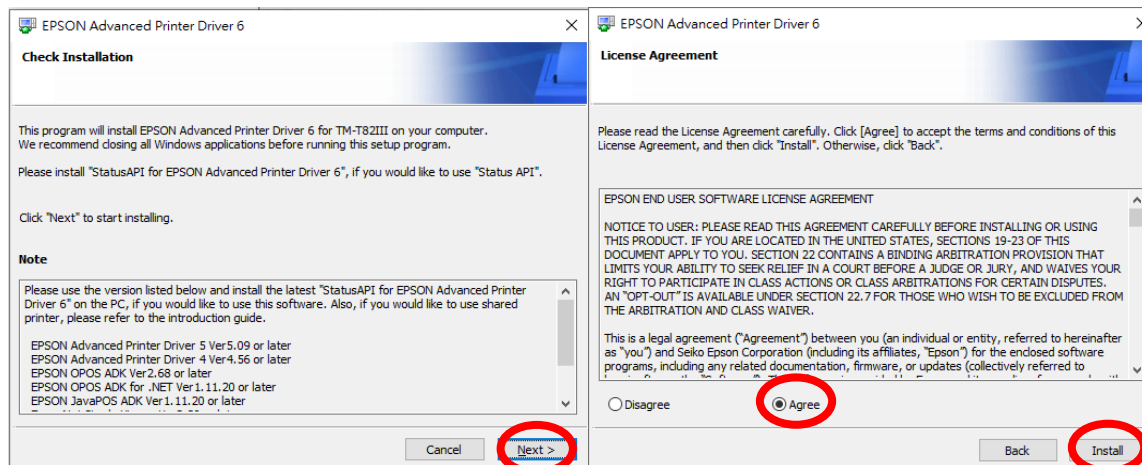 EPSON Advanced Printer Driver 6
Check Installation
This program will install EPSON Advanced Printer Driver 6 for TM-T82III on your computer.
We recommend closing all Windows applications before running this setup program.
Please install "StatusAPI for EPSON Advanced Printer Driver 6", if you would like to use "Status API".
Click "Next" to start installing.
Note
Please use the version listed below and install the latest "StatusAPI for EPSON Advanced Printer
Driver 6" on the PC, if you would like to use this software. Also, if you would like to use shared
printer, please refer to the introduction guide.
EPSON Advanced Printer Driver 5 Ver5.09 or later
EPSON Advanced Printer Driver 4 Ver4.56 or later
EPSON OPOS ADK Ver2.68 or later
EPSON OPOS ADK for .NET Ver1.11.20 or later
EPSON JavaPOS ADK Ver1.11.20 or later
Cancel
Next >
EPSON Advanced Printer Driver 6
License Agreement
Please read the License Agreement carefully. Click [Agree] to accept the terms and conditions of this
License Agreement, and then click "Install". Otherwise, click "Back".
EPSON END USER SOFTWARE LICENSE AGREEMENT
NOTICE TO USER: PLEASE READ THIS AGREEMENT CAREFULLY BEFORE INSTALLING OR USING
THIS PRODUCT. IF YOU ARE LOCATED IN THE UNITED STATES, SECTIONS 19-23 OF THIS
DOCUMENT APPLY TO YOU. SECTION 22 CONTAINS A BINDING ARBITRATION PROVISION THAT
LIMITS YOUR ABILITY TO SEEK RELIEF IN A COURT BEFORE A JUDGE OR JURY, AND WAIVES YOUR
RIGHT TO PARTICIPATE IN CLASS ACTIONS OR CLASS ARBITRATIONS FOR CERTAIN DISPUTES.
AN "OPT-OUT" IS AVAILABLE UNDER SECTION 22.7 FOR THOSE WHO WISH TO BE EXCLUDED FROM
THE ARBITRATION AND CLASS WAIVER.
This is a legal agreement ("Agreement") between you (an individual or entity, referred to hereinafter
as "you") and Seiko Epson Corporation (including its affiliates, "Epson") for the enclosed software
programs, including any related documentation, firmware, or updates (collectively referred to
Disagree
Agree
Back
Install